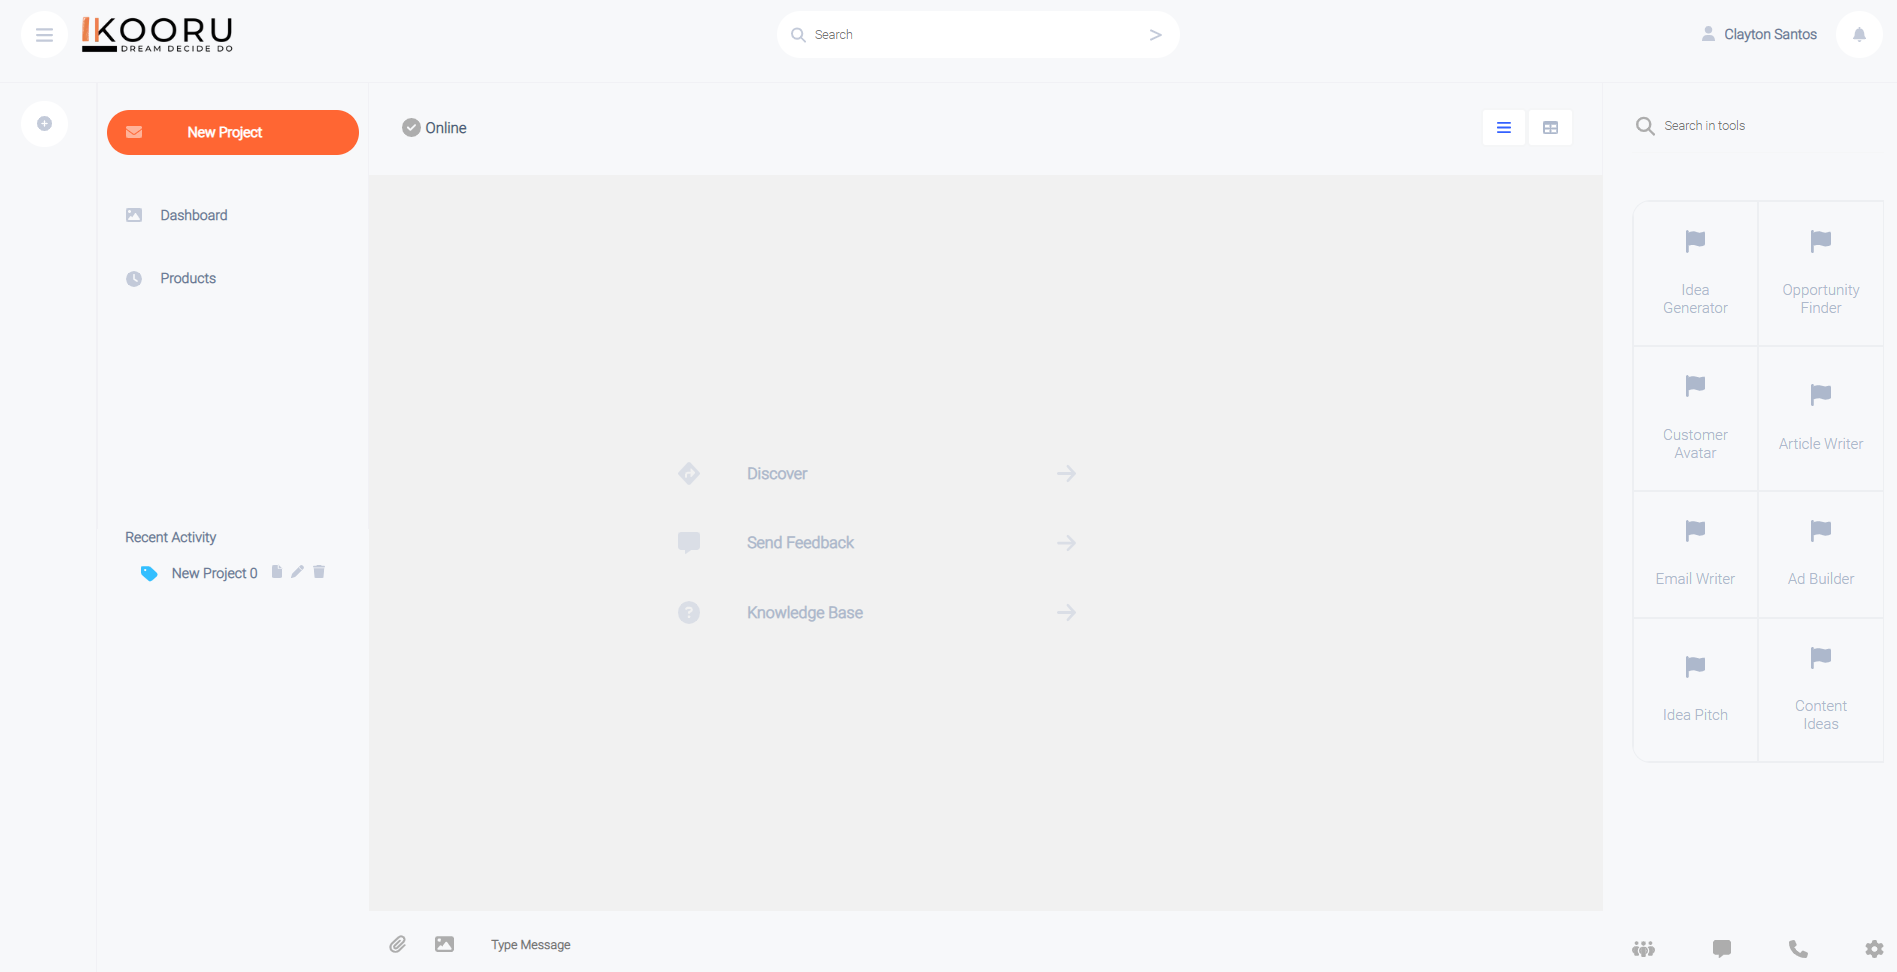 KOORU
DREAM DECIDE DO
Search
Clayton Santos
New Project
Dashboard
Products
Recent Activity
New Project 0
Online
Discover
Send Feedback
Knowledge Base
Type Message
Search in tools
Idea
Generator
Opportunity
Finder
Customer
Avatar
Article Writer
Email Writer
Ad Builder
Idea Pitch
Content
Ideas